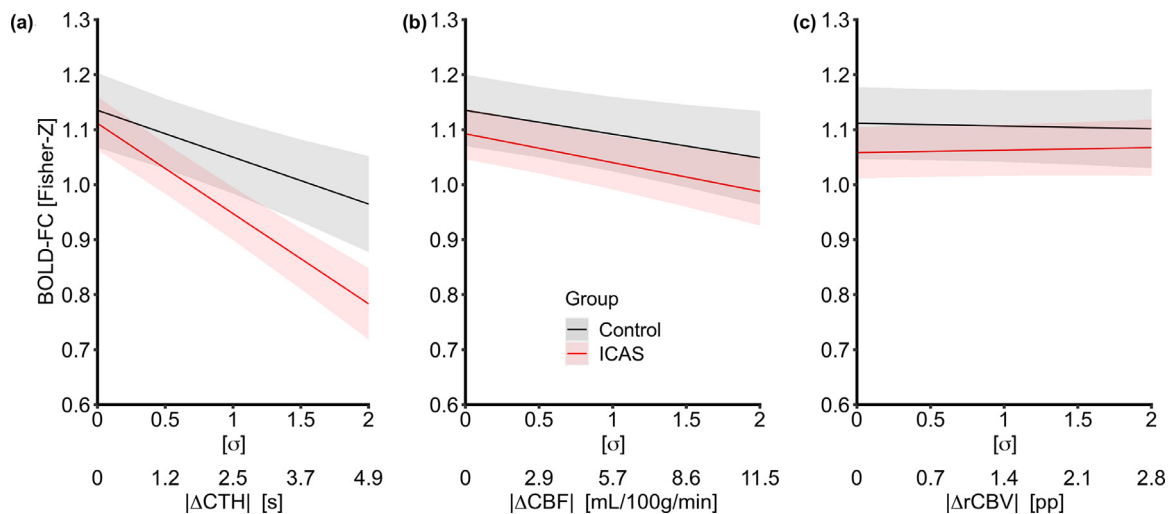 (a)
(b)
(c)
BOLD-FC [Fisher-Z]
1.3
1.2
1.1
1.0
0.9
0.8
0.7
0.6
0 0.5 1 1.5 2
[σ]
0 1.2 2.5 3.7 4.9
|ΔCTH| [s]
1.3
1.2
1.1
1.0
0.9
0.8
0.7
0.6
Group
Control
ICAS
0 0.5 1 1.5 2
[σ]
0 2.9 5.7 8.6 11.5
|ΔCBF| [mL/100g/min]
1.3
1.2
1.1
1.0
0.9
0.8
0.7
0.6
0 0.5 1 1.5 2
[σ]
0 0.7 1.4 2.1 2.8
|ΔrCBV| [pp]